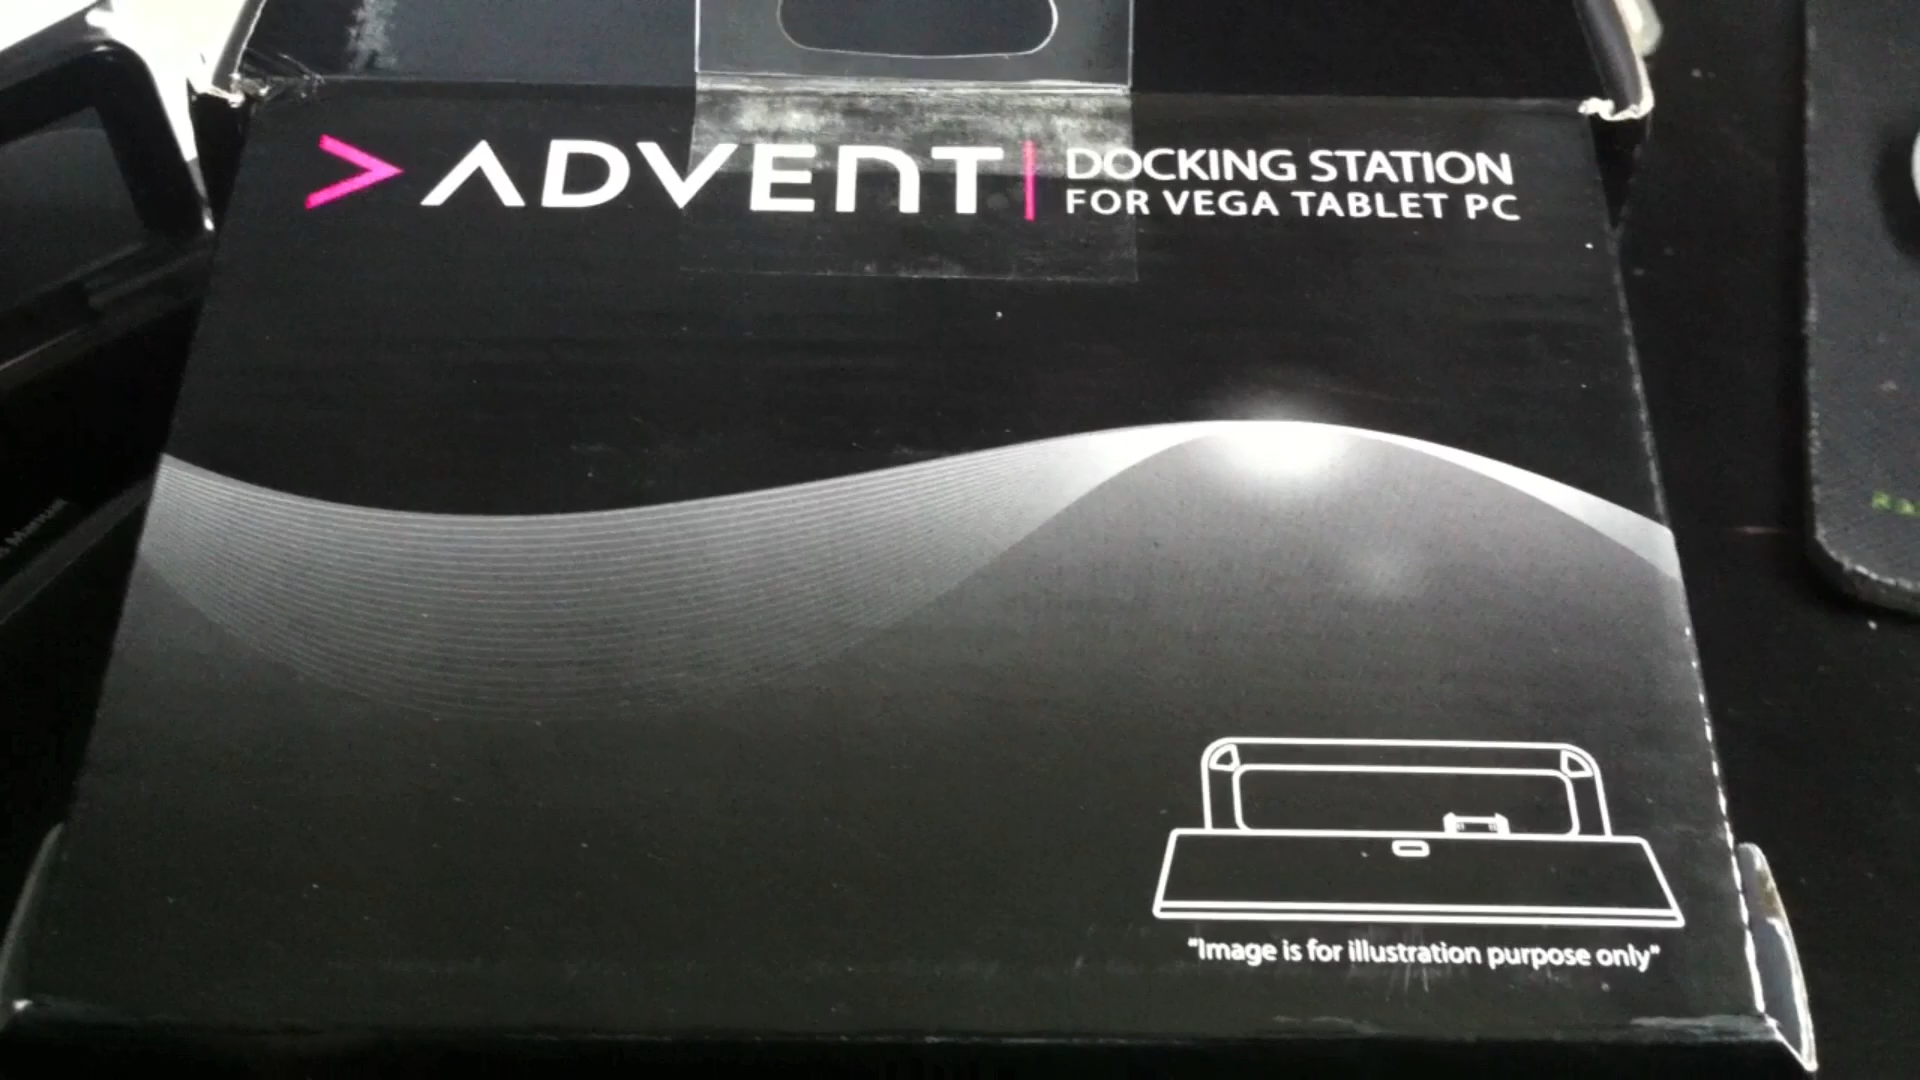 > ADVENT
DOCKING STATION
FOR VEGA TABLET PC
"Image is for illustration purpose only"